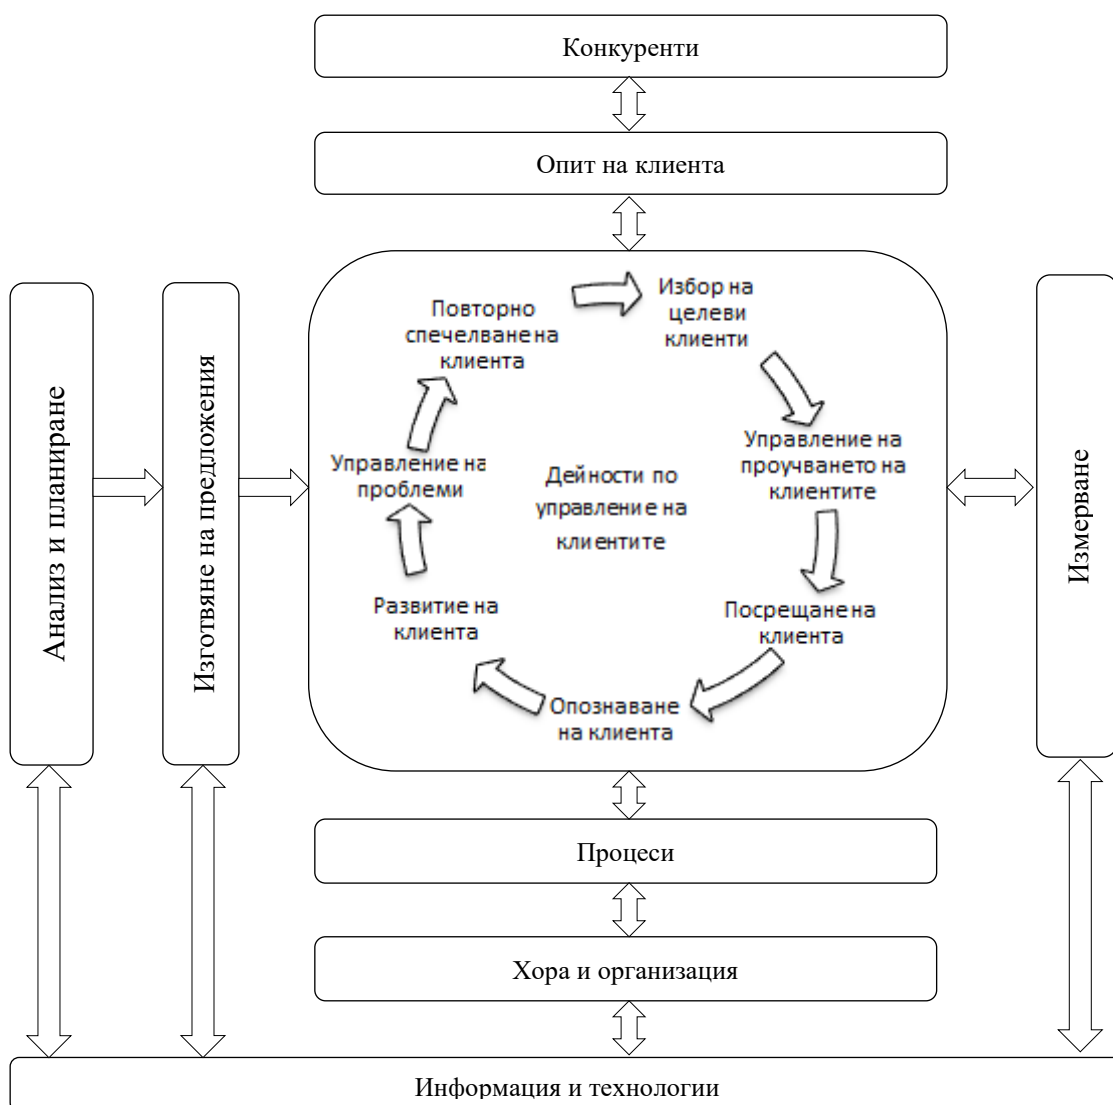 Конкуренти
Опит на клиента
Анализ и планиране
Изготвяне на предложения
Избор на
целеви
клиенти
Управление на
проучването на
клиентите
Посрещане на
клиента
Опознаване
на клиента
Развитие на
клиента
Управление на
проблеми
Повторно
спечелване на
клиента
Дейности по
управление на
клиентите
Измерване
Процеси
Хора и организация
Информация и технологии